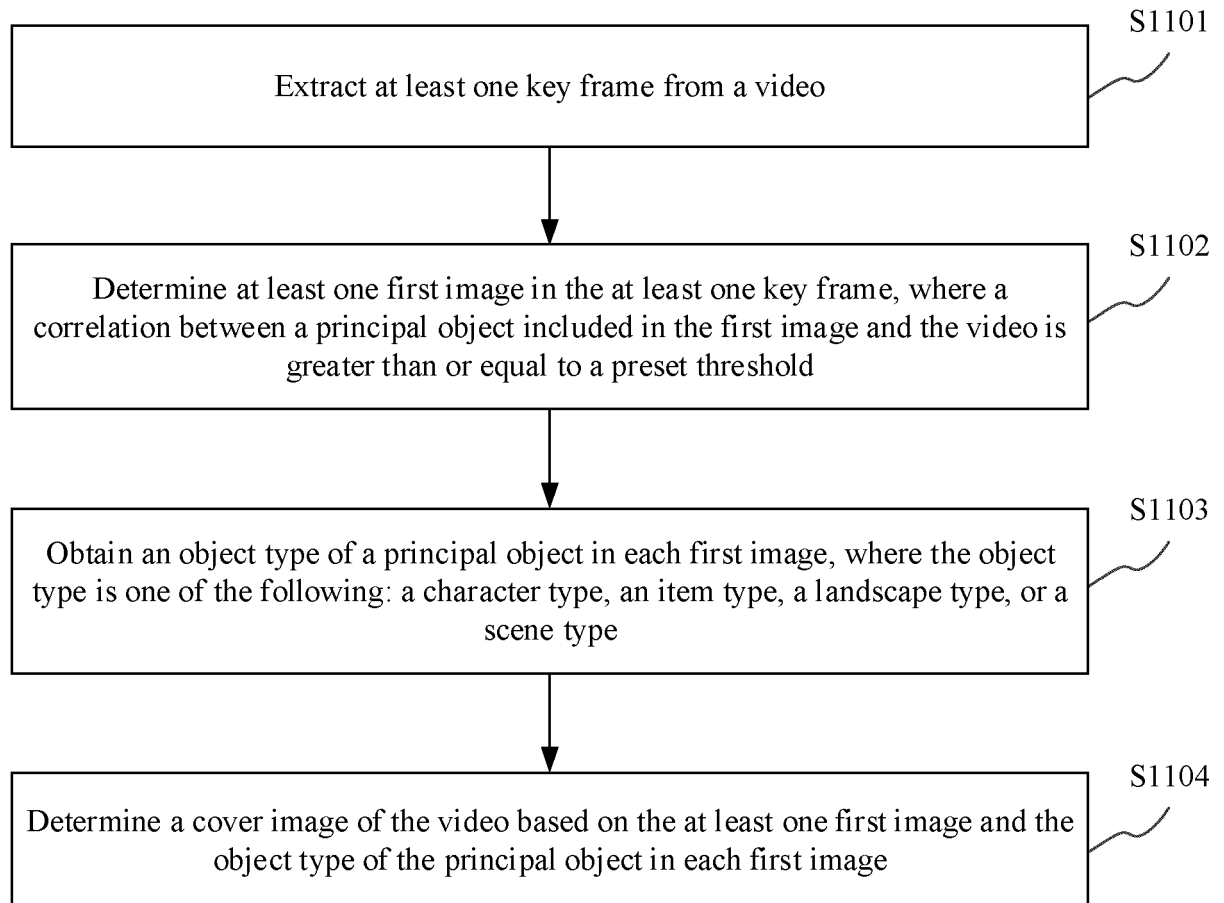 S1101
Extract at least one key frame from a video
S1102
Determine at least one first image in the at least one key frame, where a
correlation between a principal object included in the first image and the video is
greater than or equal to a preset threshold
S1103
Obtain an object type of a principal object in each first image, where the object
type is one of the following: a character type, an item type, a landscape type, or a
scene type
S1104
Determine a cover image of the video based on the at least one first image and the
object type of the principal object in each first image